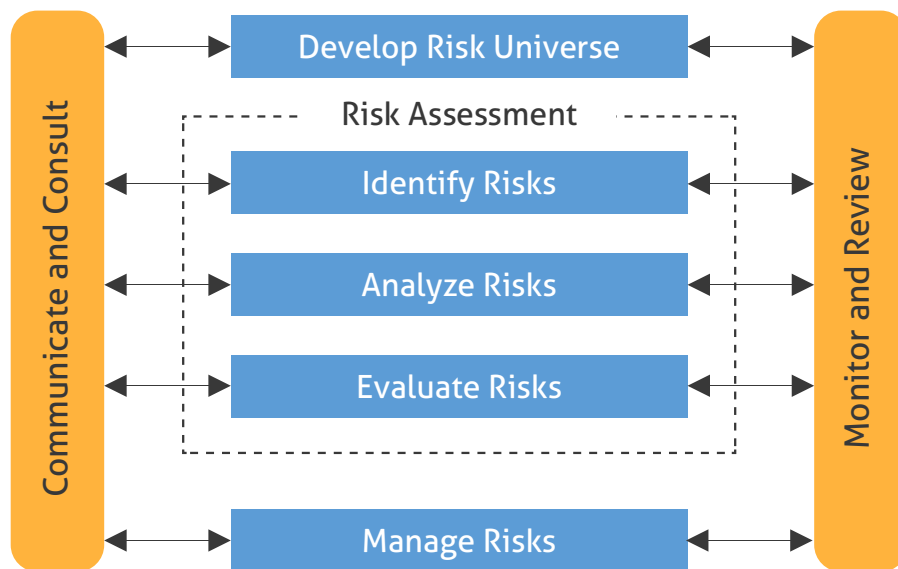 Communicate and Consult
Develop Risk Universe
Risk Assessment
Identify Risks
Analyze Risks
Evaluate Risks
Manage Risks
Monitor and Review